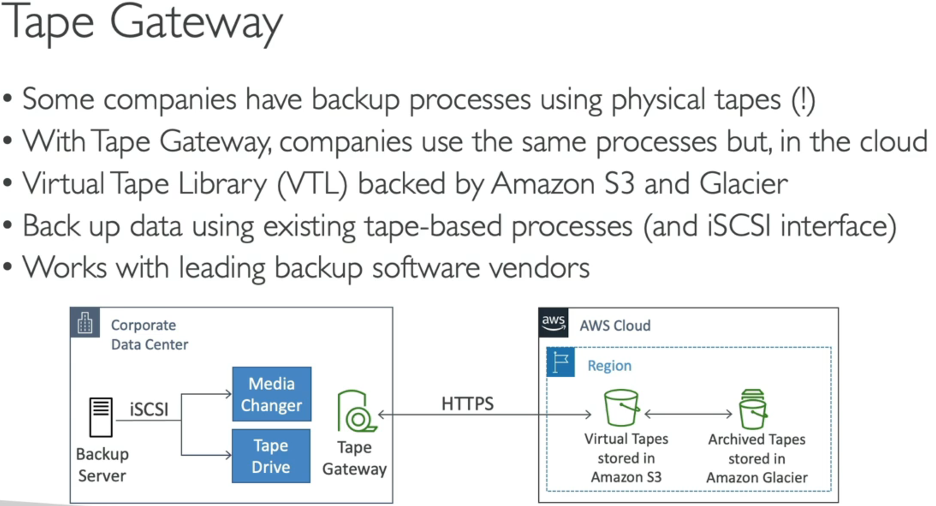 Tape Gateway
• Some companies have backup processes using physical tapes (!)
• With Tape Gateway, companies use the same processes but, in the cloud
• Virtual Tape Library (VTL) backed by Amazon S3 and Glacier
• Back up data using existing tape-based processes (and iSCSI interface)
• Works with leading backup software vendors
Corporate
Data Center
Backup
Server
iSCSI
Media
Changer
Tape
Drive
Tape
Gateway
HTTPS
aws
AWS Cloud
Region
Virtual Tapes
stored in
Amazon S3
Archived Tapes
stored in
Amazon Glacier